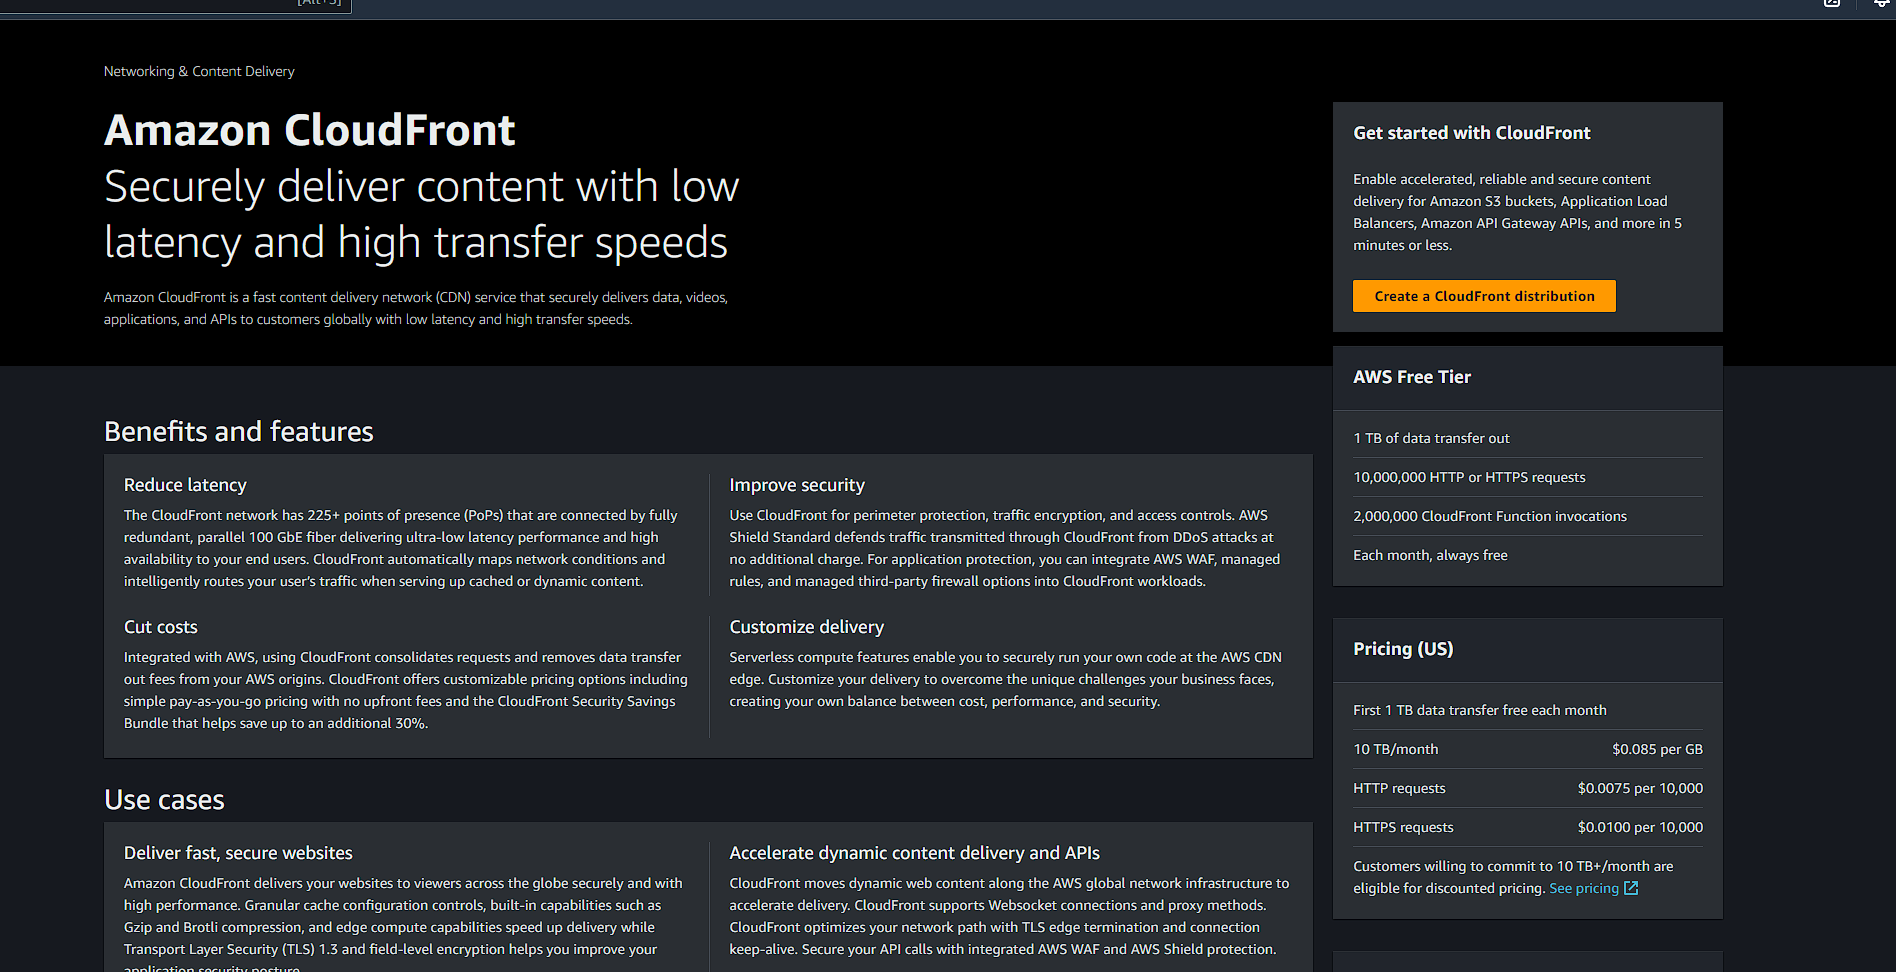 [Alt+S]
Networking & Content Delivery
Amazon CloudFront
Securely deliver content with low
latency and high transfer speeds
Amazon CloudFront is a fast content delivery network (CDN) service that securely delivers data, videos,
applications, and APIs to customers globally with low latency and high transfer speeds.
Get started with CloudFront
Enable accelerated, reliable and secure content
delivery for Amazon S3 buckets, Application Load
Balancers, Amazon API Gateway APIs, and more in 5
minutes or less.
Create a CloudFront distribution
AWS Free Tier
1 TB of data transfer out
10,000,000 HTTP or HTTPS requests
2,000,000 CloudFront Function invocations
Each month, always free
Pricing (US)
First 1 TB data transfer free each month
10 TB/month $0.085 per GB
HTTP requests $0.0075 per 10,000
HTTPS requests $0.0100 per 10,000
Customers willing to commit to 10 TB+/month are
eligible for discounted pricing. See pricing
Benefits and features
Reduce latency
The CloudFront network has 225+ points of presence (PoPs) that are connected by fully
redundant, parallel 100 GbE fiber delivering ultra-low latency performance and high
availability to your end users. CloudFront automatically maps network conditions and
intelligently routes your user’s traffic when serving up cached or dynamic content.
Improve security
Use CloudFront for perimeter protection, traffic encryption, and access controls. AWS
Shield Standard defends traffic transmitted through CloudFront from DDoS attacks at
no additional charge. For application protection, you can integrate AWS WAF, managed
rules, and managed third-party firewall options into CloudFront workloads.
Cut costs
Integrated with AWS, using CloudFront consolidates requests and removes data transfer
out fees from your AWS origins. CloudFront offers customizable pricing options including
simple pay-as-you-go pricing with no upfront fees and the CloudFront Security Savings
Bundle that helps save up to an additional 30%.
Customize delivery
Serverless compute features enable you to securely run your own code at the AWS CDN
edge. Customize your delivery to overcome the unique challenges your business faces,
creating your own balance between cost, performance, and security.
Use cases
Deliver fast, secure websites
Amazon CloudFront delivers your websites to viewers across the globe securely and with
high performance. Granular cache configuration controls, built-in capabilities such as
Gzip and Brotli compression, and edge compute capabilities speed up delivery while
Transport Layer Security (TLS) 1.3 and field-level encryption helps you improve your
application security posture.
Accelerate dynamic content delivery and APIs
CloudFront moves dynamic web content along the AWS global network infrastructure to
accelerate delivery. CloudFront supports Websocket connections and proxy methods.
CloudFront optimizes your network path with TLS edge termination and connection
keep-alive. Secure your API calls with integrated AWS WAF and AWS Shield protection.